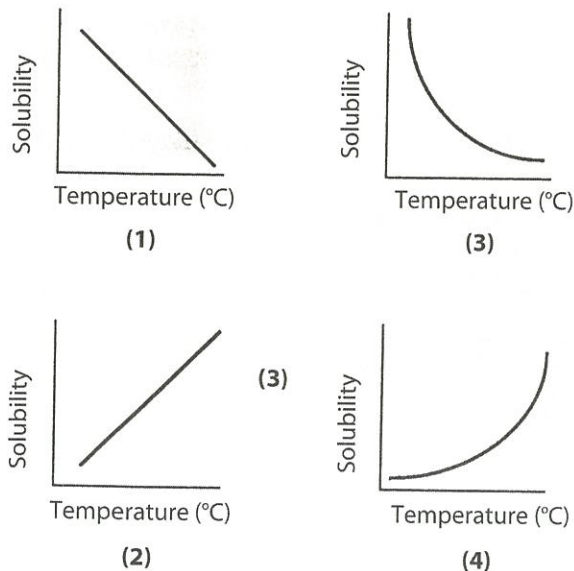 Solubility
Temperature (°C)
(1)
Solubility
Temperature (°C)
(3)
Solubility
Temperature (°C)
(2)
(3)
Solubility
Temperature (°C)
(4)